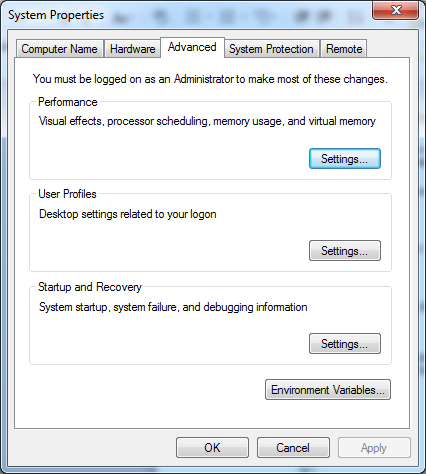 System Properties
Computer Name Hardware Advanced System Protection Remote
You must be logged on as an Administrator to make most of these changes.
Performance
Visual effects, processor scheduling, memory usage, and virtual memory
Settings...
User Profiles
Desktop settings related to your logon
Settings...
Startup and Recovery
System startup, system failure, and debugging information
Settings...
Environment Variables...
OK Cancel Apply